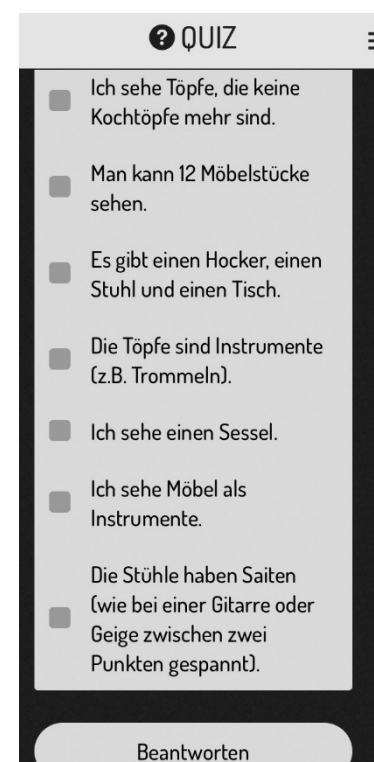 QUIZ
Ich sehe Töpfe, die keine
Kochtöpfe mehr sind.
Man kann 12 Möbelstücke
sehen.
Es gibt einen Hocker, einen
Stuhl und einen Tisch.
Die Töpfe sind Instrumente
(z.B. Trommeln).
Ich sehe einen Sessel.
Ich sehe Möbel als
Instrumente.
Die Stühle haben Saiten
(wie bei einer Gitarre oder
Geige zwischen zwei
Punkten gespannt).
Beantworten